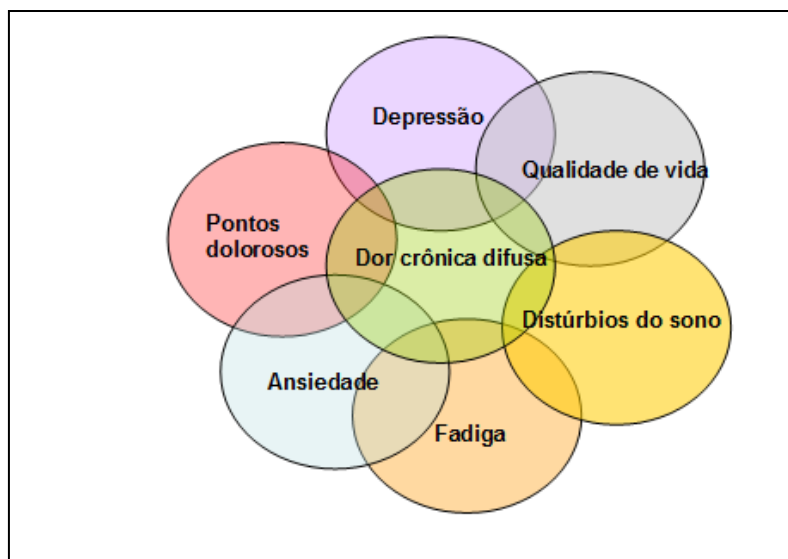 Depressão
Qualidade de vida
Pontos
dolorosos
Dor crônica difusa
Distúrbios do sono
Ansiedade
Fadiga